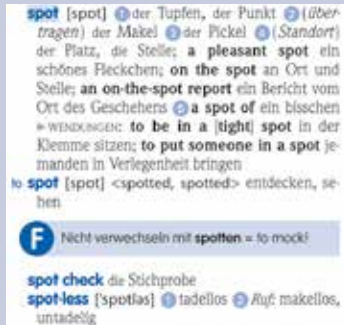 spot [spot] ❶ der Tupfen, der Punkt ❷ (über-
tragen) der Makel ❸ der Pickel ❹ (Standort)
der Platz, die Stelle; a pleasant spot ein
schönes Fleckchen; on the spot an Ort und
Stelle; an on-the-spot report ein Bericht vom
Ort des Geschehens ❺ a spot of ein bisschen
▸ WENDUNGEN: to be in a [tight] spot in der
Klemme sitzen; to put someone in a spot je-
manden in Verlegenheit bringen
to spot [spot] <spotted, spotted> entdecken, se-
hen
F Nicht verwechseln mit spotten = to mock!
spot check die Stichprobe
spot·less ['spotləs] ❶ tadellos ❷ Ruf: makellos,
untadelig